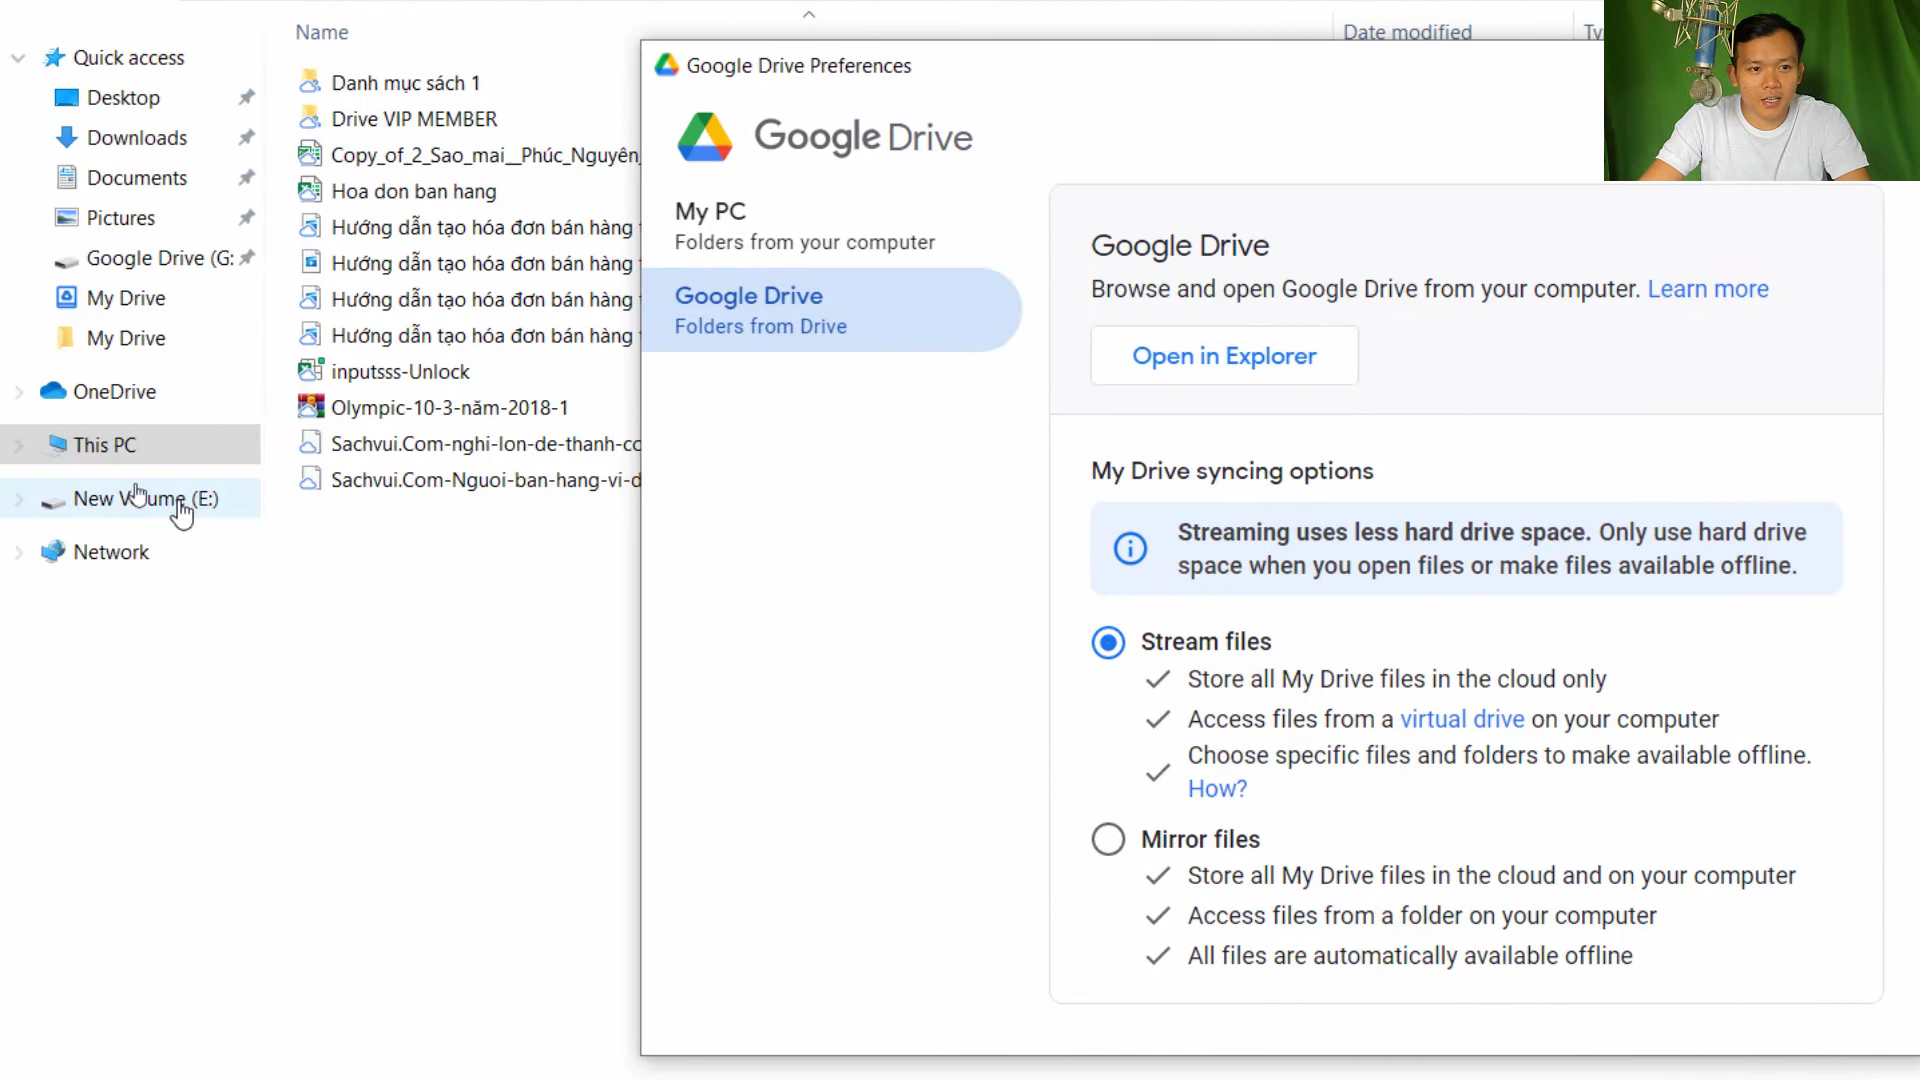 Quick access
Desktop
Downloads
Documents
Pictures
Google Drive (G:
My Drive
My Drive
OneDrive
This PC
New Volume (E:)
Network
Name
Date modified
Danh mục sách 1
Drive VIP MEMBER
Copy_of_2_Sao_mai__Phúc_Nguyên_
Hoa don ban hang
Hướng dẫn tạo hóa đơn bán hàng
Hướng dẫn tạo hóa đơn bán hàng
Hướng dẫn tạo hóa đơn bán hàng
Hướng dẫn tạo hóa đơn bán hàng
inputsss-Unlock
Olympic-10-3-năm-2018-1
Sachvui.Com-nghi-lon-de-thanh-co
Sachvui.Com-Nguoi-ban-hang-vi-d
Google Drive Preferences
Google Drive
My PC
Folders from your computer
Google Drive
Folders from Drive
Google Drive
Browse and open Google Drive from your computer. Learn more
Open in Explorer
My Drive syncing options
Streaming uses less hard drive space. Only use hard drive
space when you open files or make files available offline.
Stream files
Store all My Drive files in the cloud only
Access files from a virtual drive on your computer
Choose specific files and folders to make available offline.
How?
Mirror files
Store all My Drive files in the cloud and on your computer
Access files from a folder on your computer
All files are automatically available offline